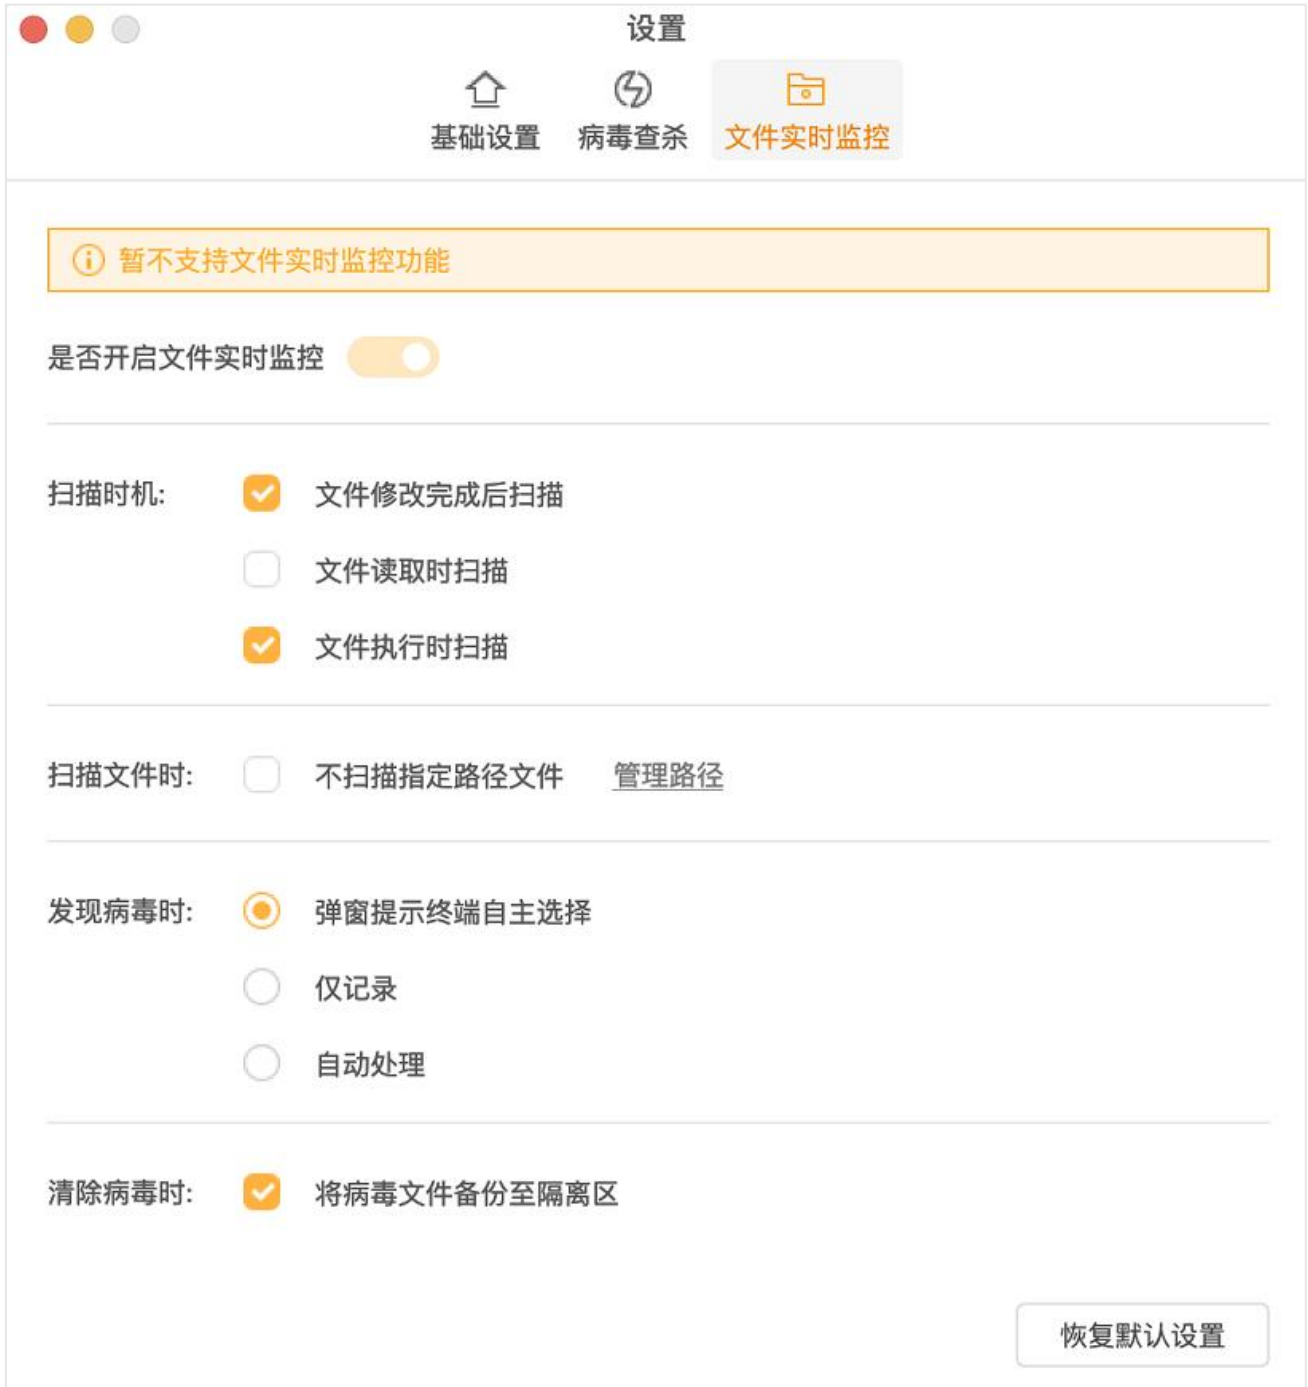 设置
基础设置 病毒查杀 文件实时监控
暂不支持文件实时监控功能
是否开启文件实时监控
扫描时机: 文件修改完成后扫描
文件读取时扫描
文件执行时扫描
扫描文件时: 不扫描指定路径文件 管理路径
发现病毒时: 弹窗提示终端自主选择
仅记录
自动处理
清除病毒时: 将病毒文件备份至隔离区
恢复默认设置